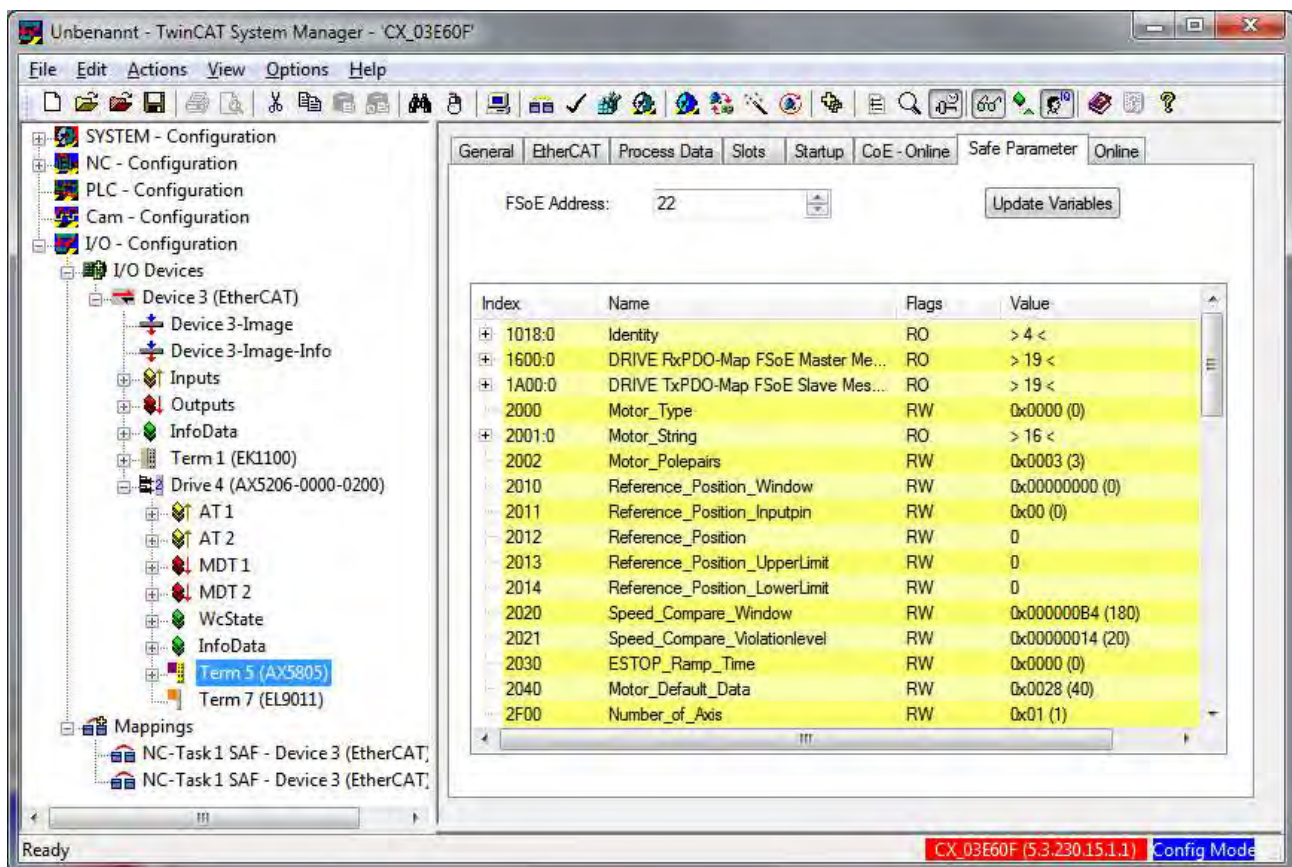 Unbenannt - TwinCAT System Manager - 'CX_03E60F'
File Edit Actions View Options Help
SYSTEM - Configuration
NC - Configuration
PLC - Configuration
Cam - Configuration
I/O - Configuration
I/O Devices
Device 3 (EtherCAT)
Device 3-Image
Device 3-Image-Info
Inputs
Outputs
InfoData
Term 1 (EK1100)
Drive 4 (AX5206-0000-0200)
AT 1
AT 2
MDT 1
MDT 2
WcState
InfoData
Term 5 (AX5805)
Term 7 (EL9011)
Mappings
NC-Task 1 SAF - Device 3 (EtherCAT)
NC-Task 1 SAF - Device 3 (EtherCAT)
General EtherCAT Process Data Slots Startup CoE - Online Safe Parameter Online
FSoE Address: 22 Update Variables
Index Name Flags Value
1018:0 Identity RO > 4 <
1600:0 DRIVE RxPDO-Map FSoE Master Me... RO > 19 <
1A00:0 DRIVE TxPDO-Map FSoE Slave Mes... RO > 19 <
2000 Motor_Type RW 0x0000 (0)
2001:0 Motor_String RO > 16 <
2002 Motor_Polepairs RW 0x0003 (3)
2010 Reference_Position_Window RW 0x00000000 (0)
2011 Reference_Position_Inputpin RW 0x00 (0)
2012 Reference_Position RW 0
2013 Reference_Position_UpperLimit RW 0
2014 Reference_Position_LowerLimit RW 0
2020 Speed_Compare_Window RW 0x000000B4 (180)
2021 Speed_Compare_Violationlevel RW 0x00000014 (20)
2030 ESTOP_Ramp_Time RW 0x0000 (0)
2040 Motor_Default_Data RW 0x0028 (40)
2F00 Number_of_Axis RW 0x01 (1)
Ready CX_03E60F (5.3.230.15.1.1) Config Mode